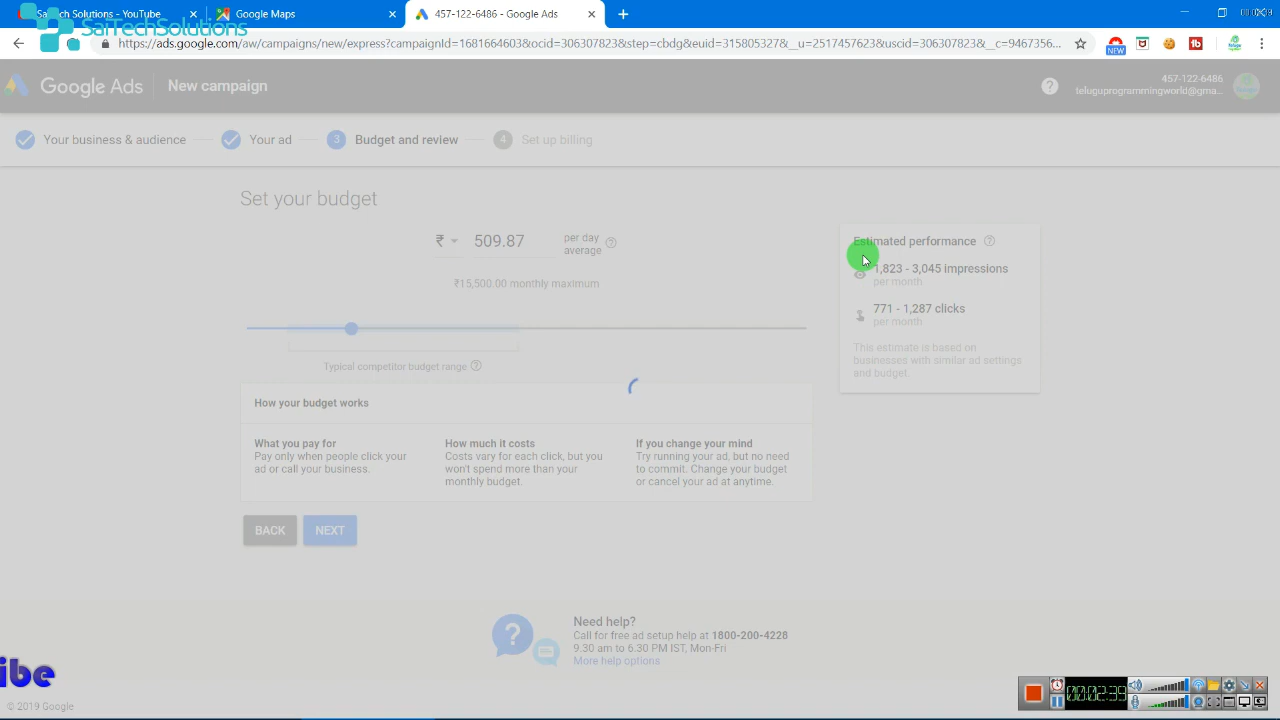 SaiTechSolutions - YouTube
Google Maps
457-122-6486 - Google Ads
SaiTechSolutions
https://ads.google.com/aw/campaigns/new/express?campaignId=1681664833&ocid=306307823&step=cbdg&euid=315805327&__u=2517457623&uscid=306307823&__c=9467356...
NEW
Google Ads
New campaign
457-122-6486
teluguprogrammingworld@gma...
Your business & audience
Your ad
3
Budget and review
4
Set up billing
Set your budget
₹
509.87
per day
average
₹15,500.00 monthly maximum
Typical competitor budget range
Estimated performance
1,823 - 3,045 impressions
per month
771 - 1,287 clicks
per month
This estimate is based on
businesses with similar ad settings
and budget.
How your budget works
What you pay for
Pay only when people click your
ad or call your business.
How much it costs
Costs vary for each click, but you
won't spend more than your
monthly budget.
If you change your mind
Try running your ad, but no need
to commit. Change your budget
or cancel your ad at anytime.
BACK
NEXT
Need help?
Call for free ad setup help at 1800-200-4228
9.30 am to 6.30 PM IST, Mon-Fri
More help options
ibe
00:02:39
© 2019 Google